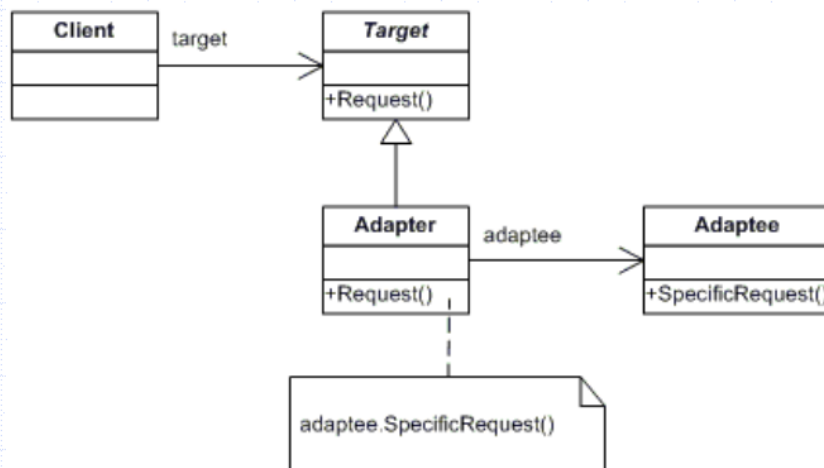 Client
target
Target
+Request()
Adapter
adaptee
Adaptee
+Request()
+SpecificRequest()
adaptee.SpecificRequest()